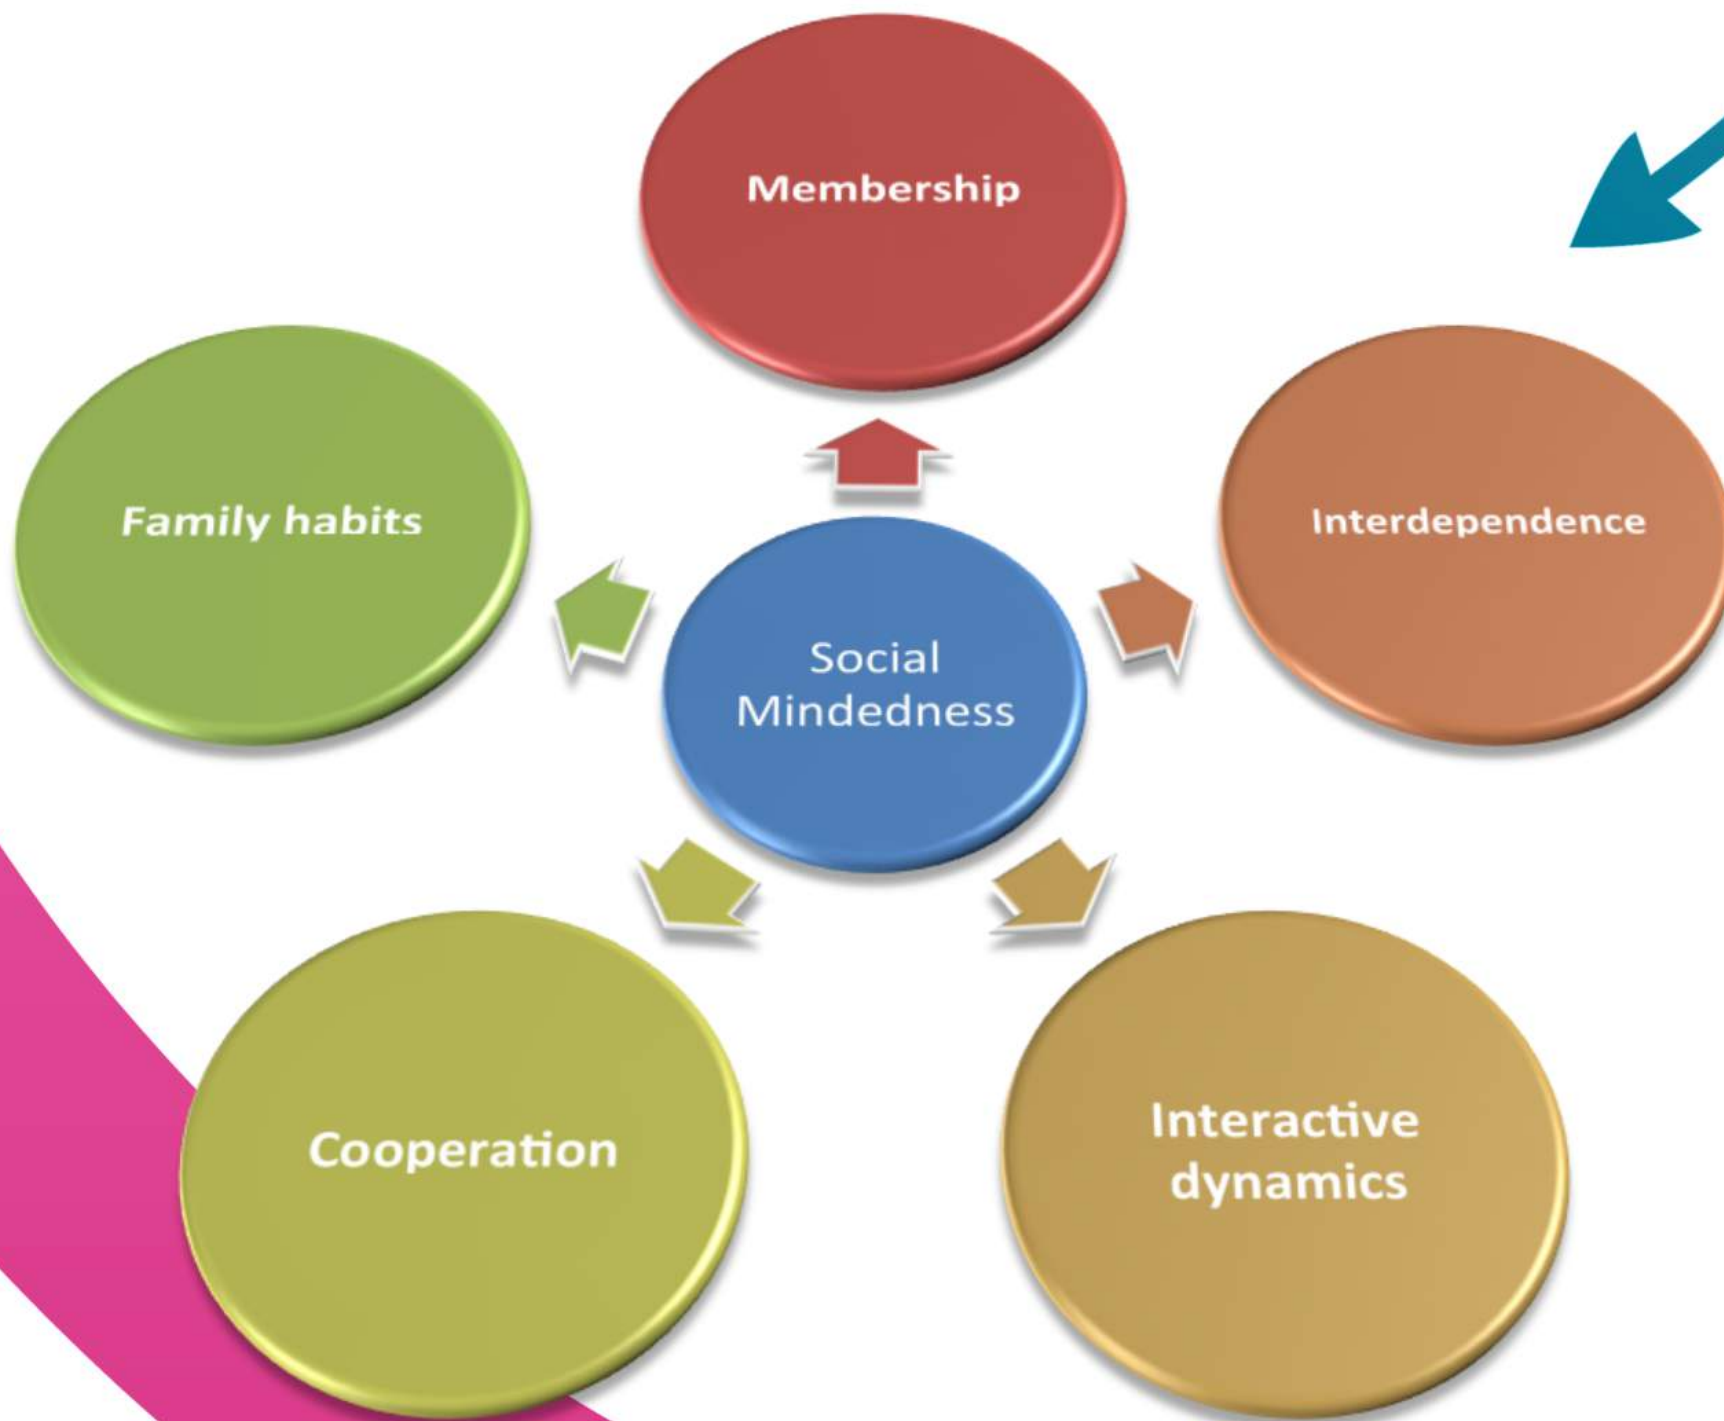 Membership
Family habits
Interdependence
Social
Mindedness
Cooperation
Interactive
dynamics